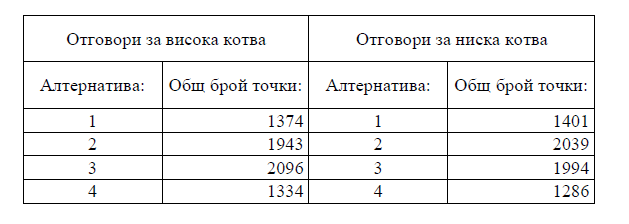 Отговори за висока котва Отговори за ниска котва
Алтернатива: Общ брой точки: Алтернатива: Общ брой точки:
1 1374 1 1401
2 1943 2 2039
3 2096 3 1994
4 1334 4 1286